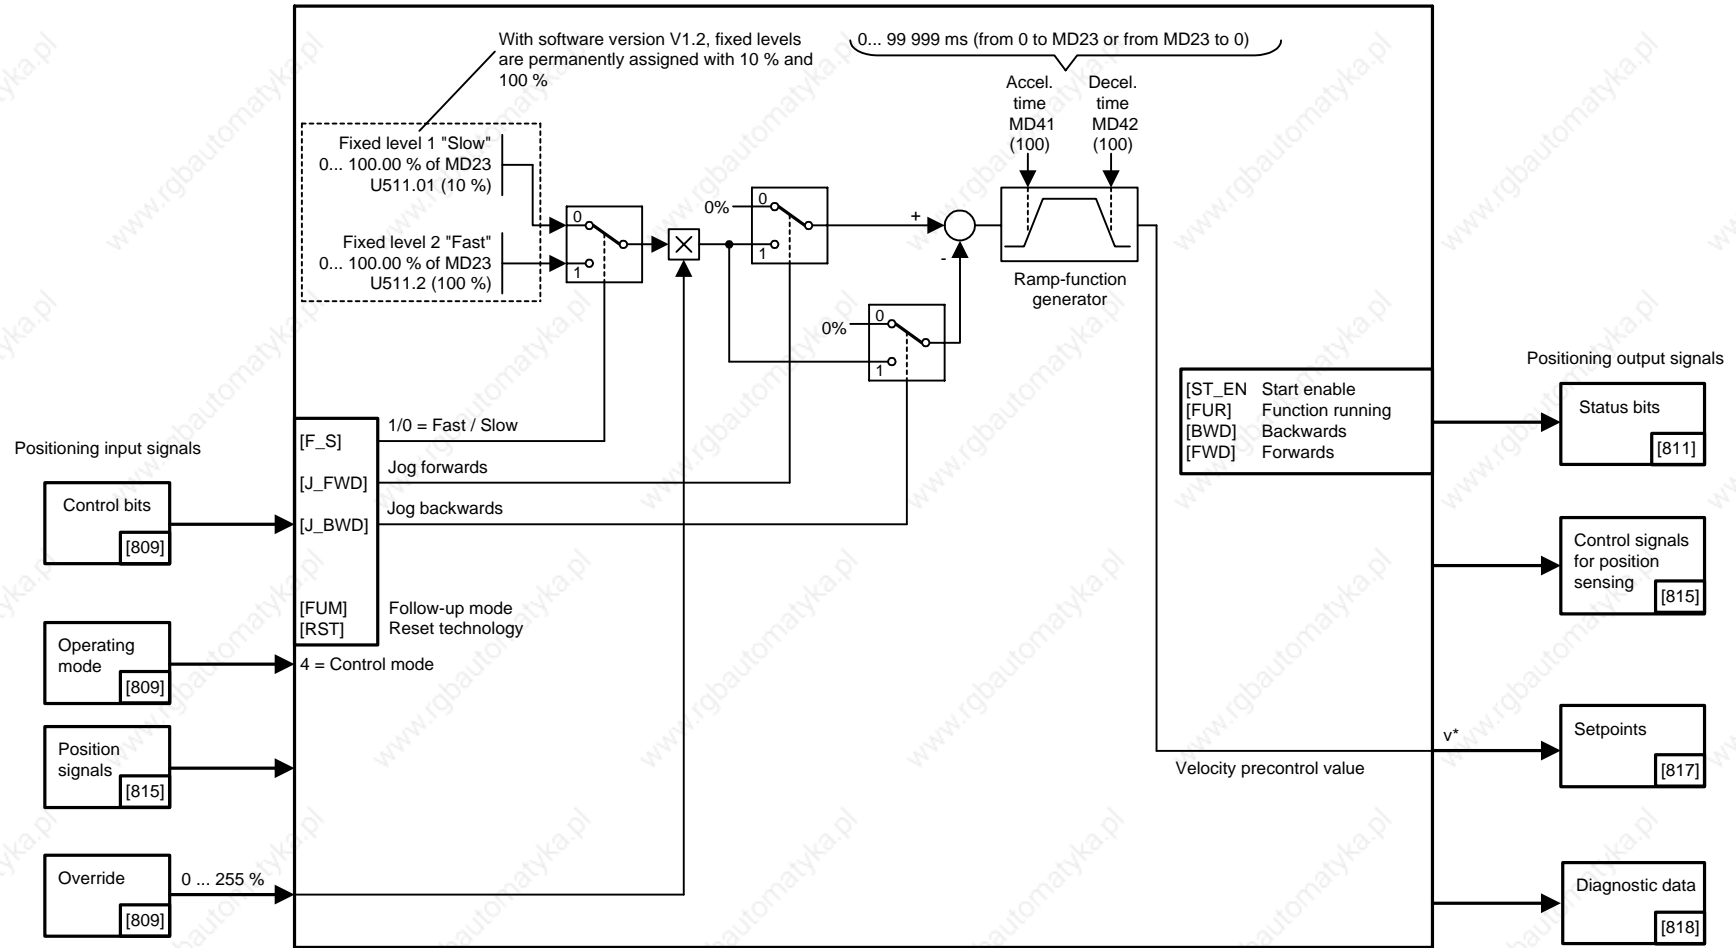 With software version V1.2, fixed levels
are permanently assigned with 10 % and
100 %
0... 99 999 ms (from 0 to MD23 or from MD23 to 0)
Accel.
time
MD41
(100)
Decel.
time
MD42
(100)
Fixed level 1 "Slow"
0... 100.00 % of MD23
U511.01 (10 %)
Fixed level 2 "Fast"
0... 100.00 % of MD23
U511.2 (100 %)
0
1
0%
0
1
+
-
Ramp-function
generator
0%
0
1
Positioning input signals
Control bits
[809]
Operating
mode
[809]
Position
signals
[815]
Override
[809]
0 ... 255 %
[F_S]
1/0 = Fast / Slow
[J_FWD]
Jog forwards
[J_BWD]
Jog backwards
[FUM] Follow-up mode
[RST] Reset technology
4 = Control mode
[ST_EN Start enable
[FUR] Function running
[BWD] Backwards
[FWD] Forwards
Velocity precontrol value
v*
Positioning output signals
Status bits
[811]
Control signals
for position
sensing
[815]
Setpoints
[817]
Diagnostic data
[818]
www.rgbautomatyka.pl